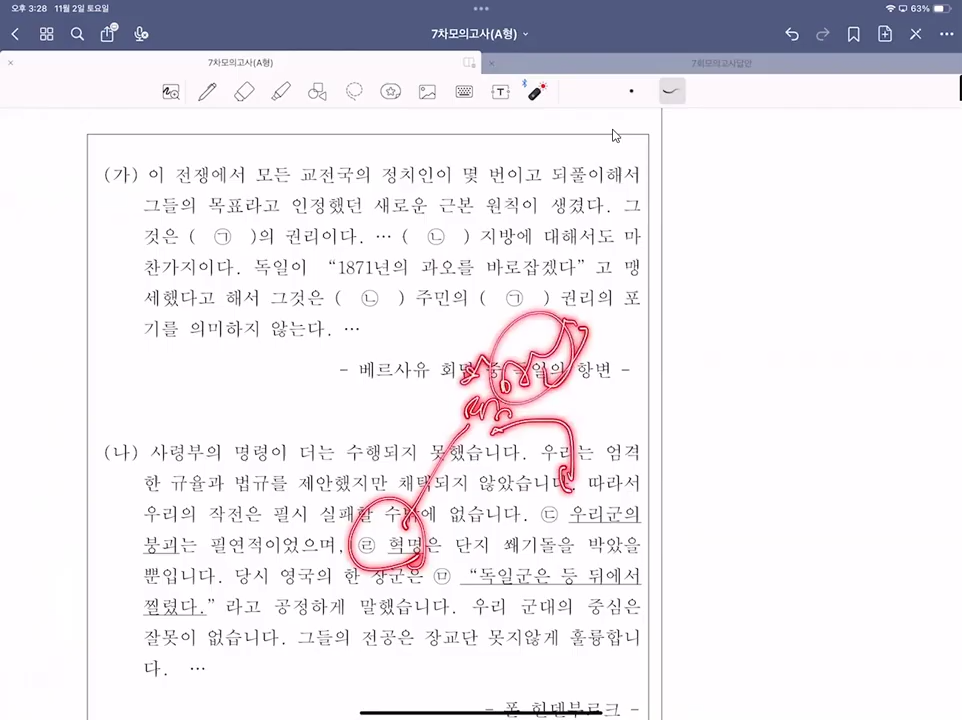 오후 3:28 11월 2일 토요일
63%
7차모의고사(A형)
7차모의고사(A형)
7회모의고사답안
(가) 이 전쟁에서 모든 교전국의 정치인이 몇 번이고 되풀이해서
그들의 목표라고 인정했던 새로운 근본 원칙이 생겼다. 그
것은 ( ㉠ )의 권리이다. … ( ㉡ ) 지방에 대해서도 마
찬가지이다. 독일이 “1871년의 과오를 바로잡겠다”고 맹
세했다고 해서 그것은 ( ㉡ ) 주민의 ( ㉠ ) 권리의 포
기를 의미하지 않는다. …
- 베르사유 회담 중 독일의 항변 -
(나) 사령부의 명령이 더는 수행되지 못했습니다. 우리는 엄격
한 규율과 법규를 제안했지만 채택되지 않았습니다. 따라서
우리의 작전은 필시 실패할 수밖에 없습니다. ㉢ 우리군의
붕괴는 필연적이었으며, ㉣ 혁명은 단지 쐐기돌을 박았을
뿐입니다. 당시 영국의 한 장군은 ㉤ “독일군은 등 뒤에서
찔렸다.”라고 공정하게 말했습니다. 우리 군대의 중심은
잘못이 없습니다. 그들의 전공은 장교단 못지않게 훌륭합니
다. …
- 폰 힌덴부르크 -